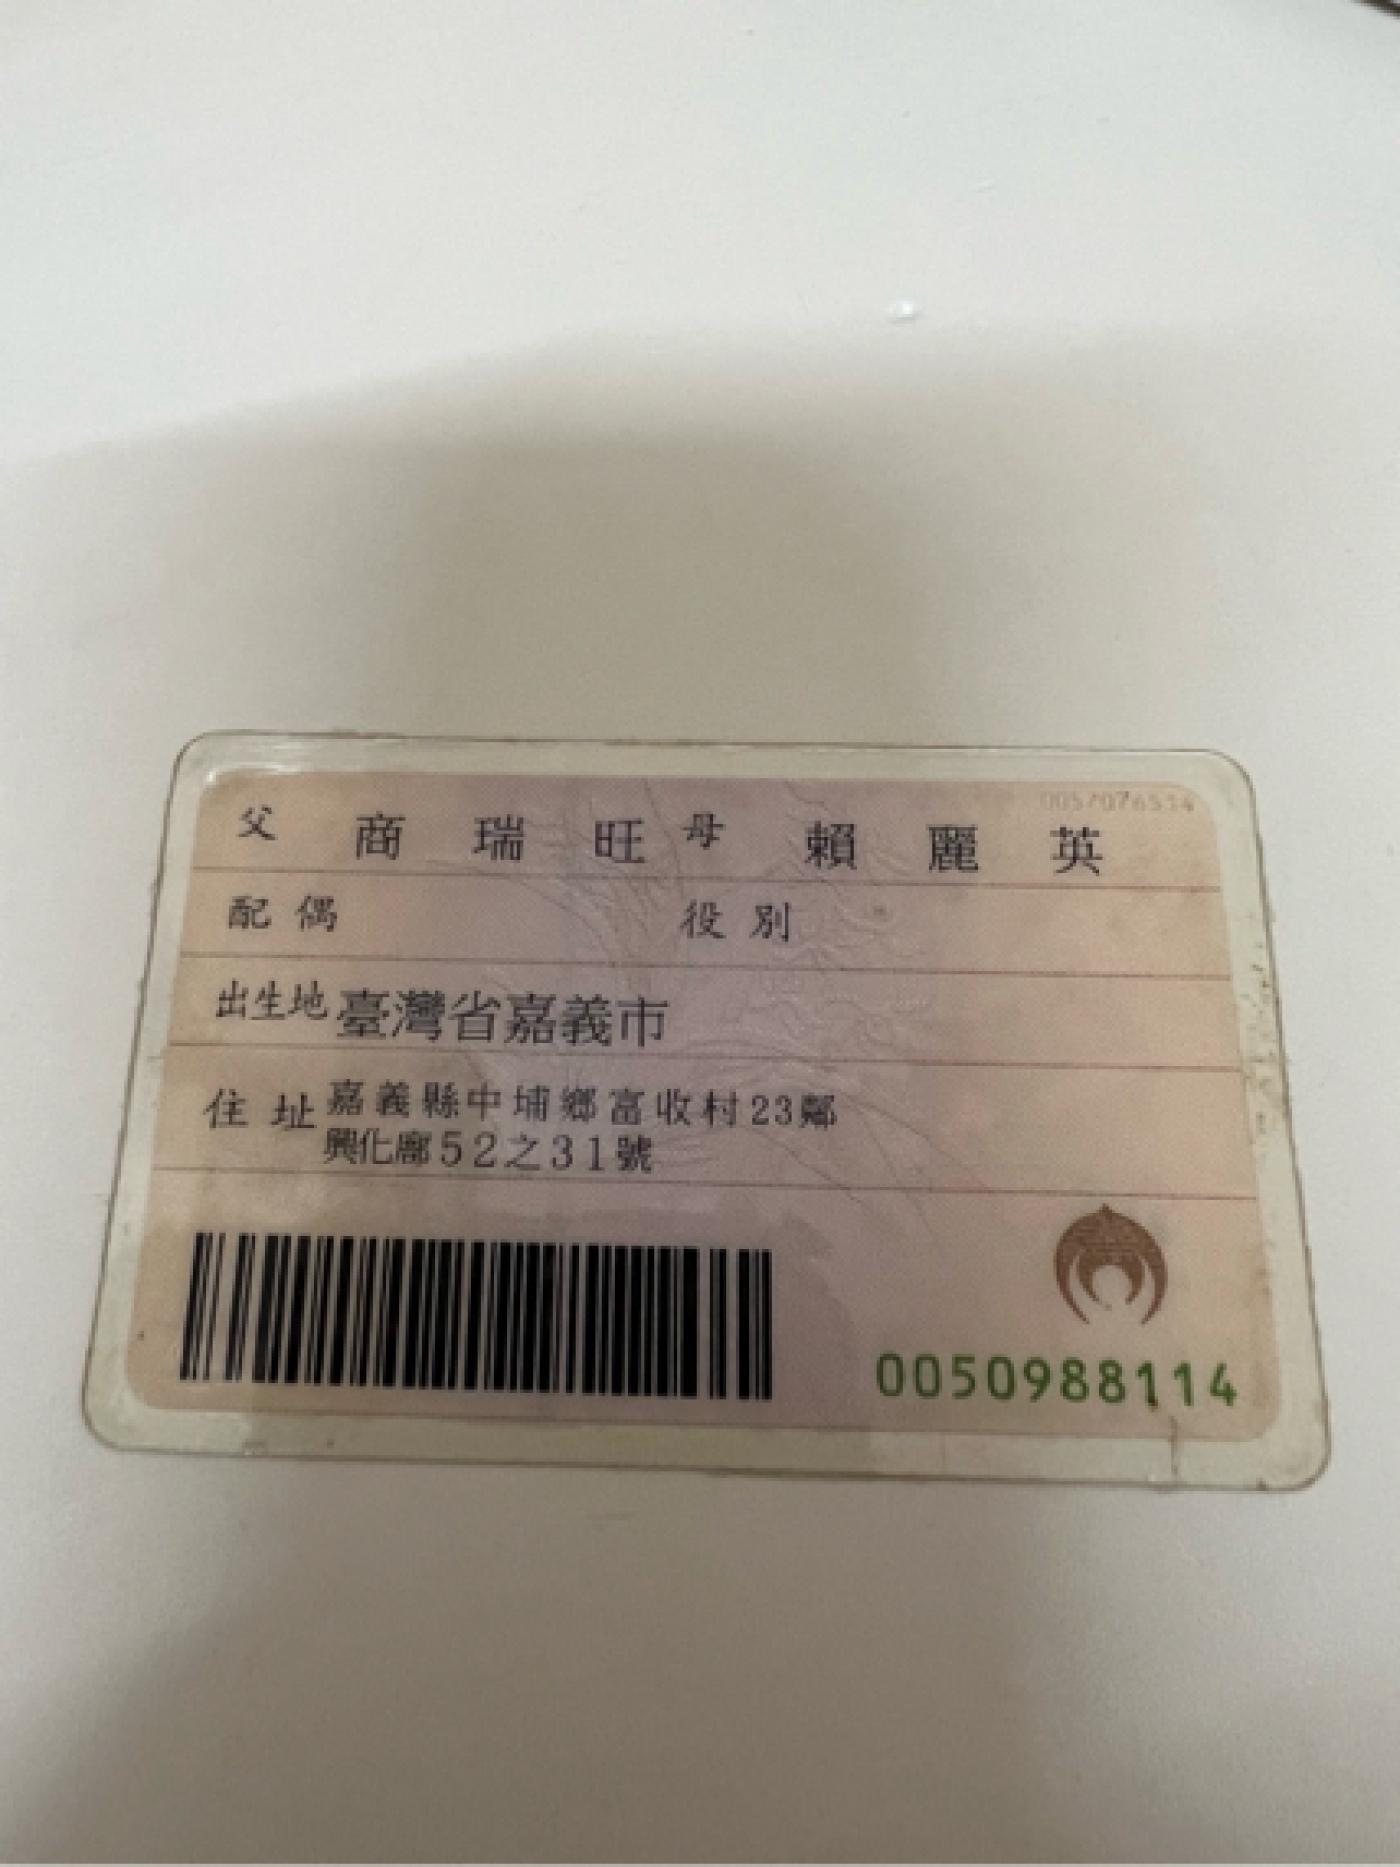 0057076534
父 商瑞旺 母 賴麗英
配偶 役別
出生地 臺灣省嘉義市
住址 嘉義縣中埔鄉富收村23鄰
興化廍52之31號
0050988114